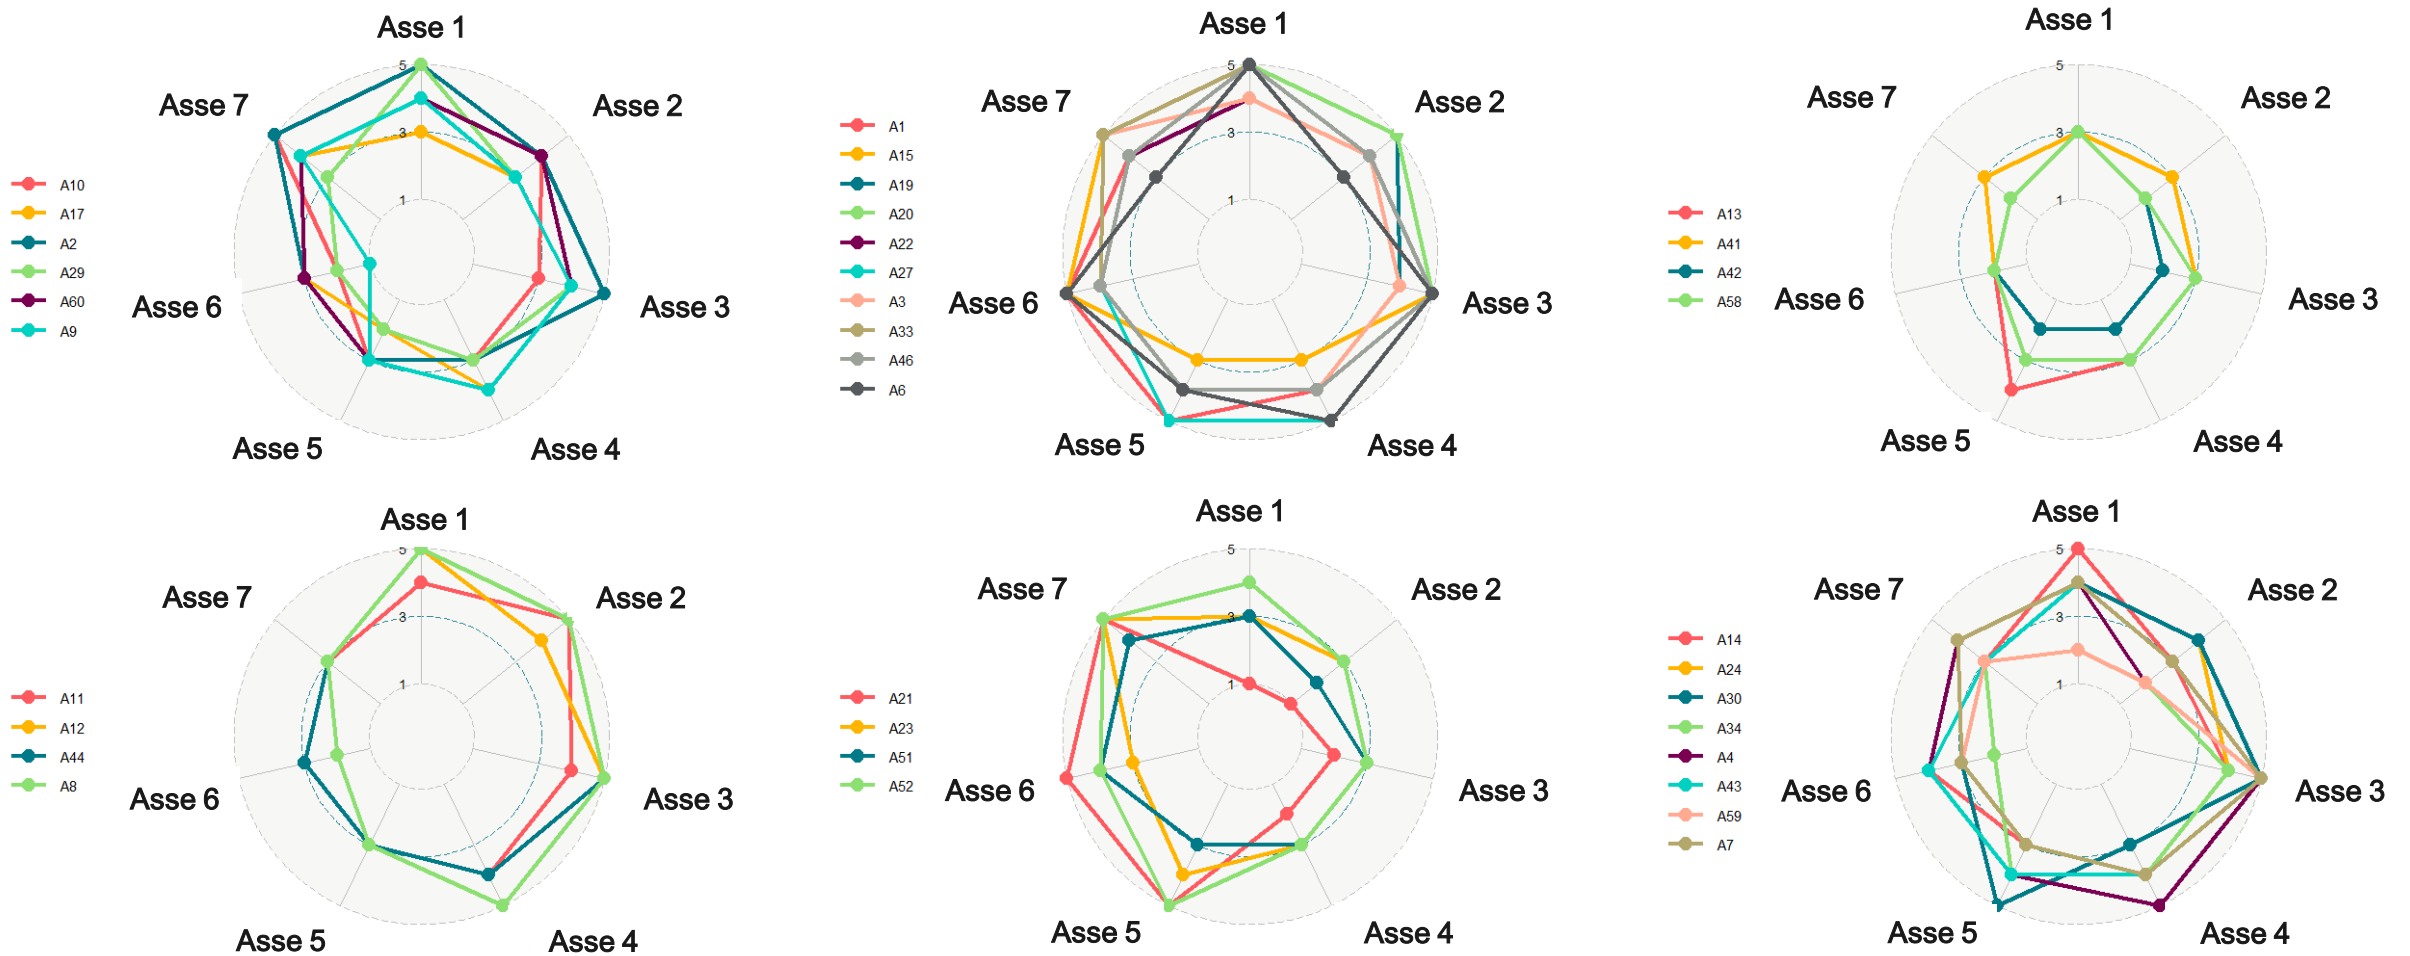 Asse 1
Asse 2
Asse 3
Asse 4
Asse 5
Asse 6
Asse 7
5
3
1
A10
A17
A2
A29
A60
A9
Asse 1
Asse 2
Asse 3
Asse 4
Asse 5
Asse 6
Asse 7
5
3
1
A1
A15
A19
A20
A22
A27
A3
A33
A46
A6
Asse 1
Asse 2
Asse 3
Asse 4
Asse 5
Asse 6
Asse 7
5
3
1
A13
A41
A42
A58
Asse 1
Asse 2
Asse 3
Asse 4
Asse 5
Asse 6
Asse 7
5
3
1
A11
A12
A44
A8
Asse 1
Asse 2
Asse 3
Asse 4
Asse 5
Asse 6
Asse 7
5
3
1
A21
A23
A51
A52
Asse 1
Asse 2
Asse 3
Asse 4
Asse 5
Asse 6
Asse 7
5
3
1
A14
A24
A30
A34
A4
A43
A59
A7